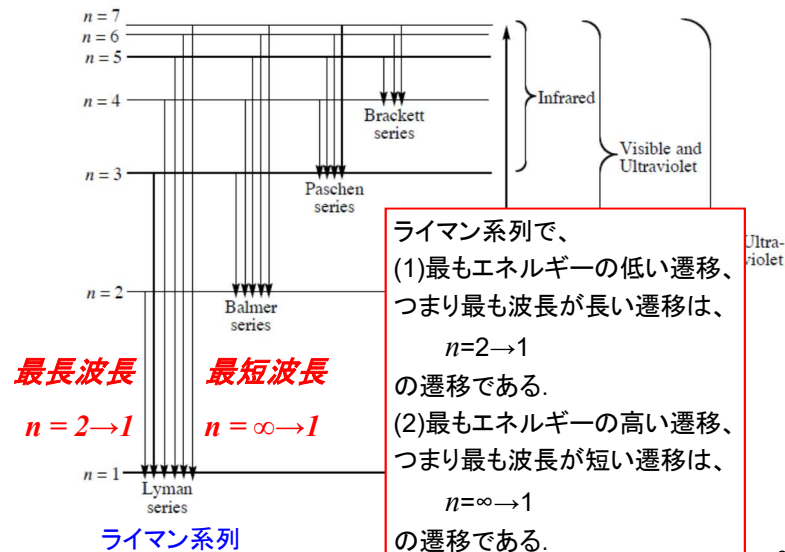 n = 7
n = 6
n = 5
n = 4
n = 3
n = 2
n = 1
Brackett
series
Paschen
series
Balmer
series
Lyman
series
Infrared
Visible and
Ultraviolet
Ultra-
violet
最長波長
n = 2→1
最短波長
n = ∞→1
ライマン系列
ライマン系列で、
(1)最もエネルギーの低い遷移、
つまり最も波長が長い遷移は、
n=2→1
の遷移である.
(2)最もエネルギーの高い遷移、
つまり最も波長が短い遷移は、
n=∞→1
の遷移である.